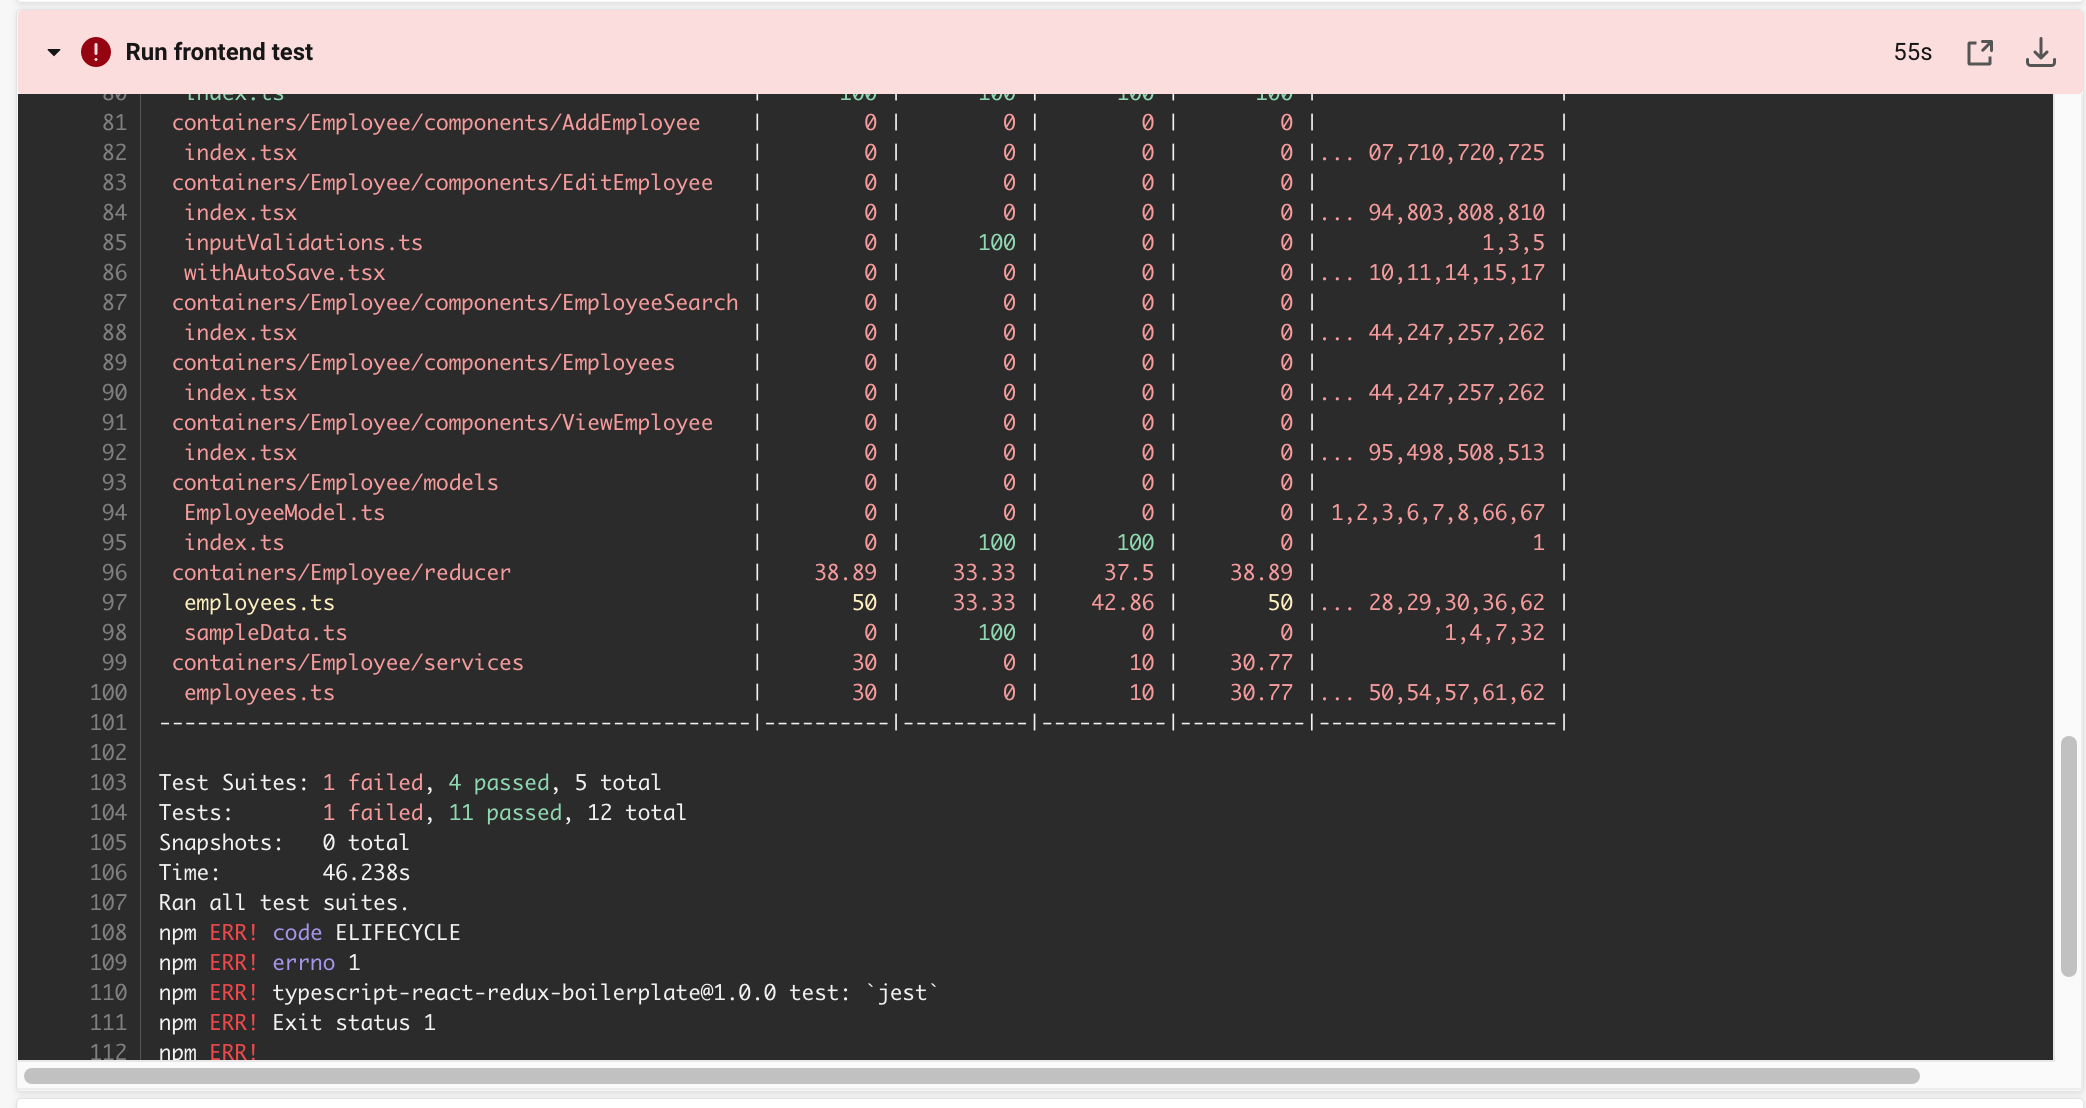 Run frontend test 55s
80 index.ts | 100 | 100 | 100 | 100 | |
81 containers/Employee/components/AddEmployee | 0 | 0 | 0 | 0 | |
82 index.tsx | 0 | 0 | 0 | 0 |... 07,710,720,725 |
83 containers/Employee/components/EditEmployee | 0 | 0 | 0 | 0 | |
84 index.tsx | 0 | 0 | 0 | 0 |... 94,803,808,810 |
85 inputValidations.ts | 0 | 100 | 0 | 0 | 1,3,5 |
86 withAutoSave.tsx | 0 | 0 | 0 | 0 |... 10,11,14,15,17 |
87 containers/Employee/components/EmployeeSearch | 0 | 0 | 0 | 0 | |
88 index.tsx | 0 | 0 | 0 | 0 |... 44,247,257,262 |
89 containers/Employee/components/Employees | 0 | 0 | 0 | 0 | |
90 index.tsx | 0 | 0 | 0 | 0 |... 44,247,257,262 |
91 containers/Employee/components/ViewEmployee | 0 | 0 | 0 | 0 | |
92 index.tsx | 0 | 0 | 0 | 0 |... 95,498,508,513 |
93 containers/Employee/models | 0 | 0 | 0 | 0 | |
94 EmployeeModel.ts | 0 | 0 | 0 | 0 | 1,2,3,6,7,8,66,67 |
95 index.ts | 0 | 100 | 100 | 0 | 1 |
96 containers/Employee/reducer | 38.89 | 33.33 | 37.5 | 38.89 | |
97 employees.ts | 50 | 33.33 | 42.86 | 50 |... 28,29,30,36,62 |
98 sampleData.ts | 0 | 100 | 0 | 0 | 1,4,7,32 |
99 containers/Employee/services | 30 | 0 | 10 | 30.77 | |
100 employees.ts | 30 | 0 | 10 | 30.77 |... 50,54,57,61,62 |
101 -----------------------------------------------|----------|----------|----------|----------|-------------------|
102
103 Test Suites: 1 failed, 4 passed, 5 total
104 Tests: 1 failed, 11 passed, 12 total
105 Snapshots: 0 total
106 Time: 46.238s
107 Ran all test suites.
108 npm ERR! code ELIFECYCLE
109 npm ERR! errno 1
110 npm ERR! typescript-react-redux-boilerplate@1.0.0 test: `jest`
111 npm ERR! Exit status 1
112 npm ERR!